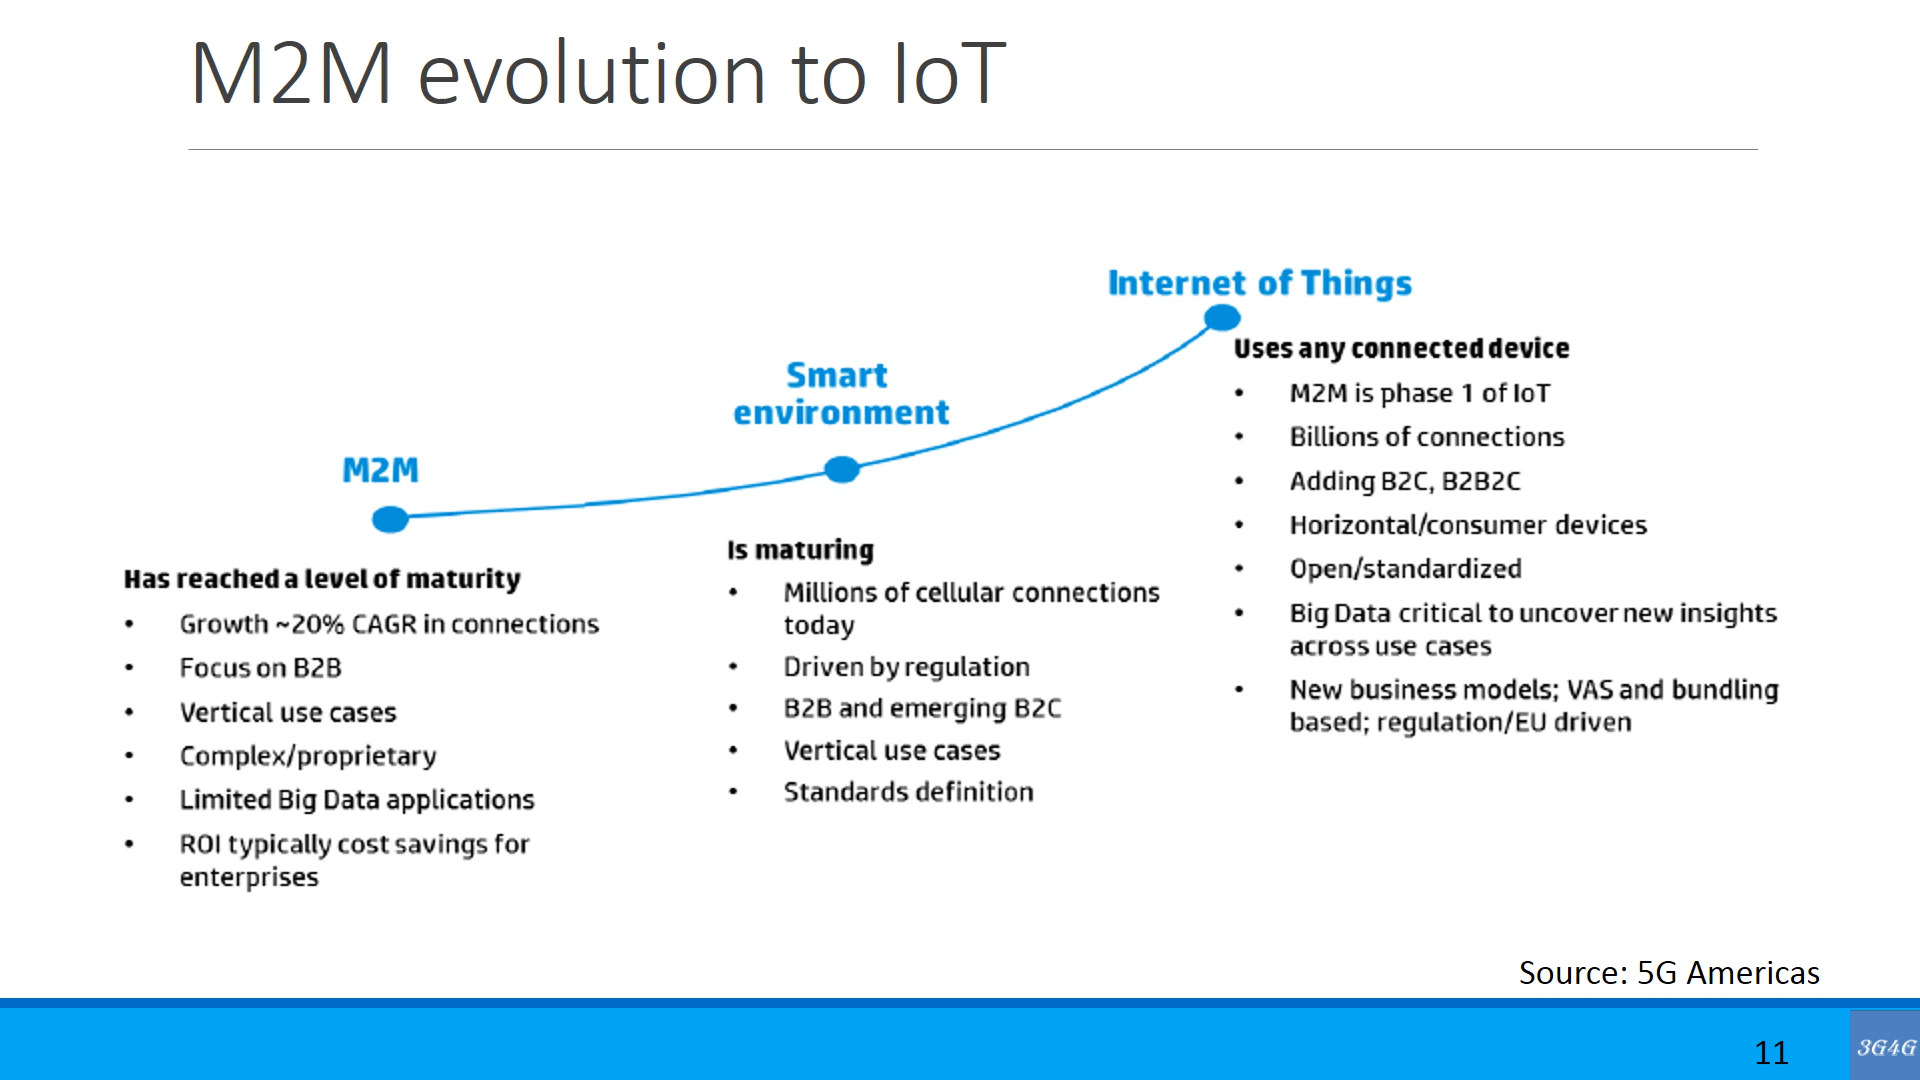 M2M evolution to IoT
M2M
Has reached a level of maturity
• Growth ~20% CAGR in connections
• Focus on B2B
• Vertical use cases
• Complex/proprietary
• Limited Big Data applications
• ROI typically cost savings for
enterprises
Smart
environment
Is maturing
• Millions of cellular connections
today
• Driven by regulation
• B2B and emerging B2C
• Vertical use cases
• Standards definition
Internet of Things
Uses any connected device
• M2M is phase 1 of IoT
• Billions of connections
• Adding B2C, B2B2C
• Horizontal/consumer devices
• Open/standardized
• Big Data critical to uncover new insights
across use cases
• New business models; VAS and bundling
based; regulation/EU driven
Source: 5G Americas
11
3G4G